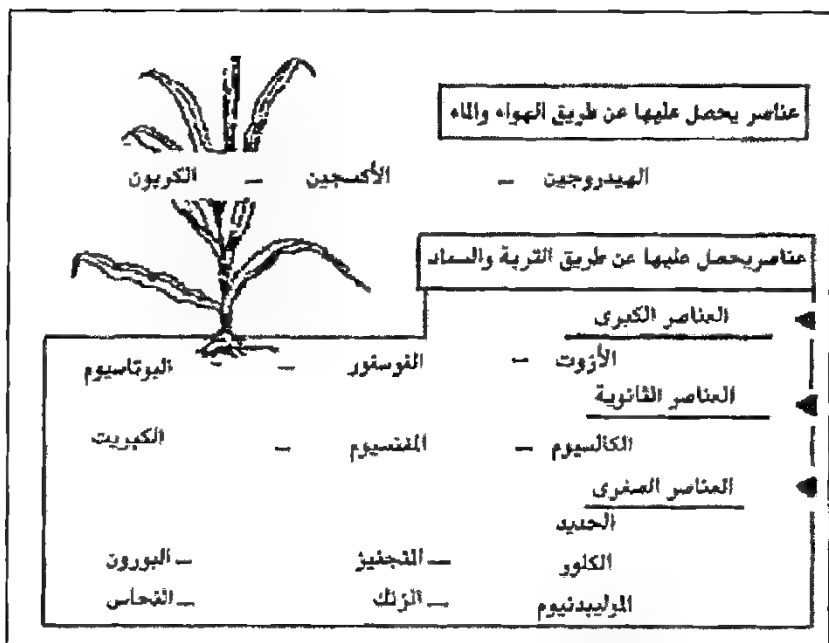 عناصر يحصل عليها عن طريق الهواء والماء
الهيدروجين – الأكسجين – الكربون
عناصر يحصل عليها عن طريق التربة والسماد
العناصر الكبرى
الأزوت – الفوسفور – البوتاسيوم
العناصر الثانوية
الكالسيوم – المغنسيوم – الكبريت
العناصر الصغرى
الحديد
الكلور – المنجنيز – البورون
الموليبدنيوم – الزنك – النحاس